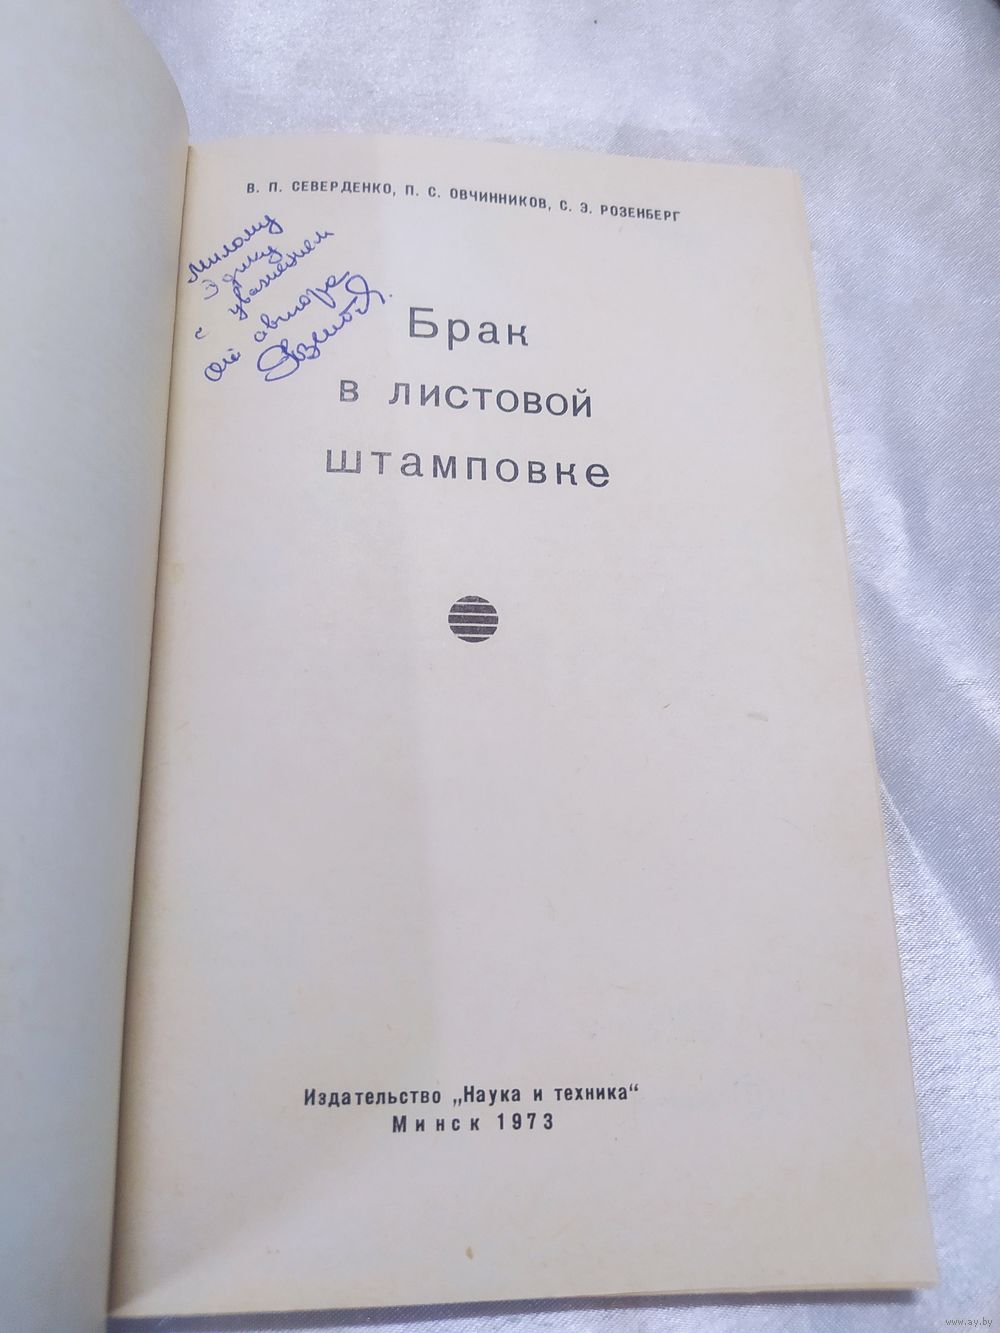 В. П. СЕВЕРДЕНКО, П. С. ОВЧИННИКОВ, С. Э. РОЗЕНБЕРГ
Милому
Эдику
с уважением
от автора
Брак
в листовой
штамповке
Издательство „Наука и техника“
Минск 1973
www.ay.by